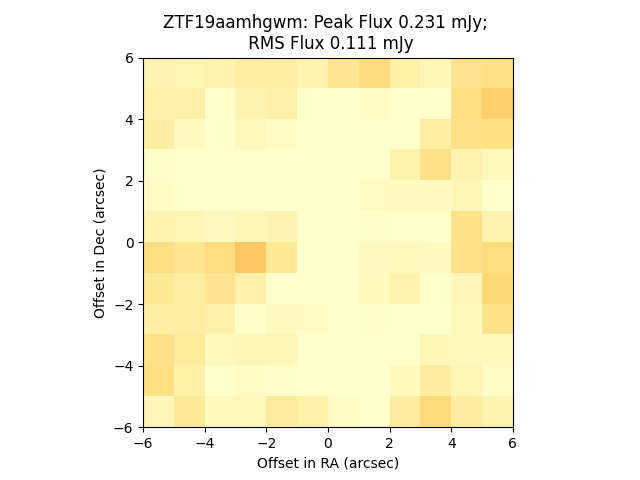 ZTF19aamhgwm: Peak Flux 0.231 mJy;
RMS Flux 0.111 mJy
6
4
2
0
−2
−4
−6
Offset in Dec (arcsec)
−6 −4 −2 0 2 4 6
Offset in RA (arcsec)